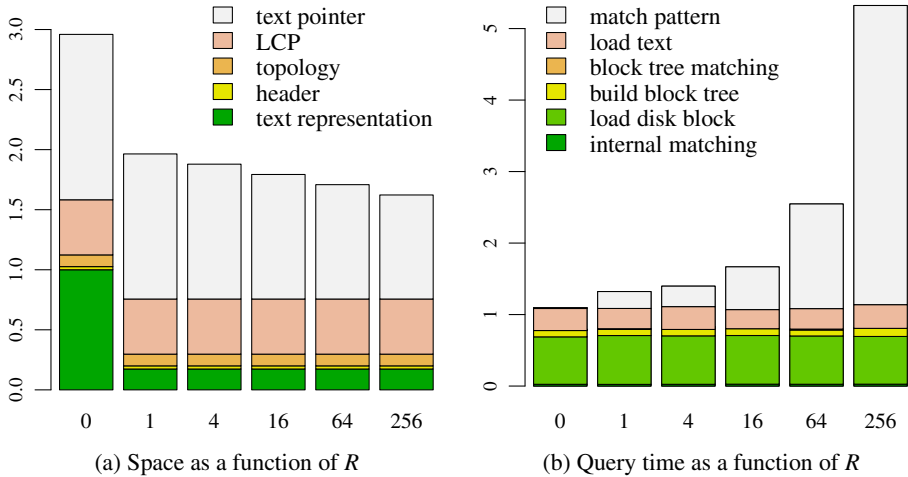 text pointer
LCP
topology
header
text representation
0.0 0.5 1.0 1.5 2.0 2.5 3.0
0 1 4 16 64 256
(a) Space as a function of R
match pattern
load text
block tree matching
build block tree
load disk block
internal matching
0 1 2 3 4 5
0 1 4 16 64 256
(b) Query time as a function of R